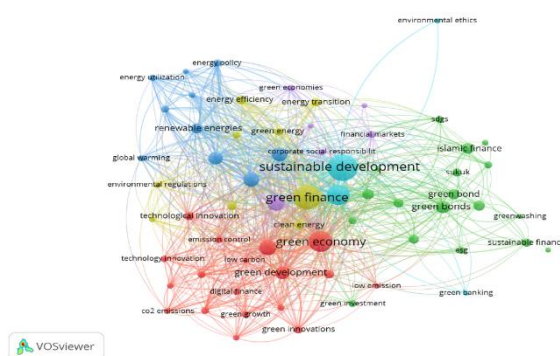 environmental ethics
energy policy
energy utilization
green economies
energy efficiency
energy transition
sdgs
renewable energies
green energy
financial markets
islamic finance
corporate social responsibilit
global warming
sustainable development
sukuk
environmental regulations
green finance
green bond
green bonds
technological innovation
clean energy
greenwashing
emission control
green economy
sustainable financ
esg
technology innovation
low carbon
green development
low emission
green banking
digital finance
green investment
co2 emissions
green growth
green innovations
VOSviewer